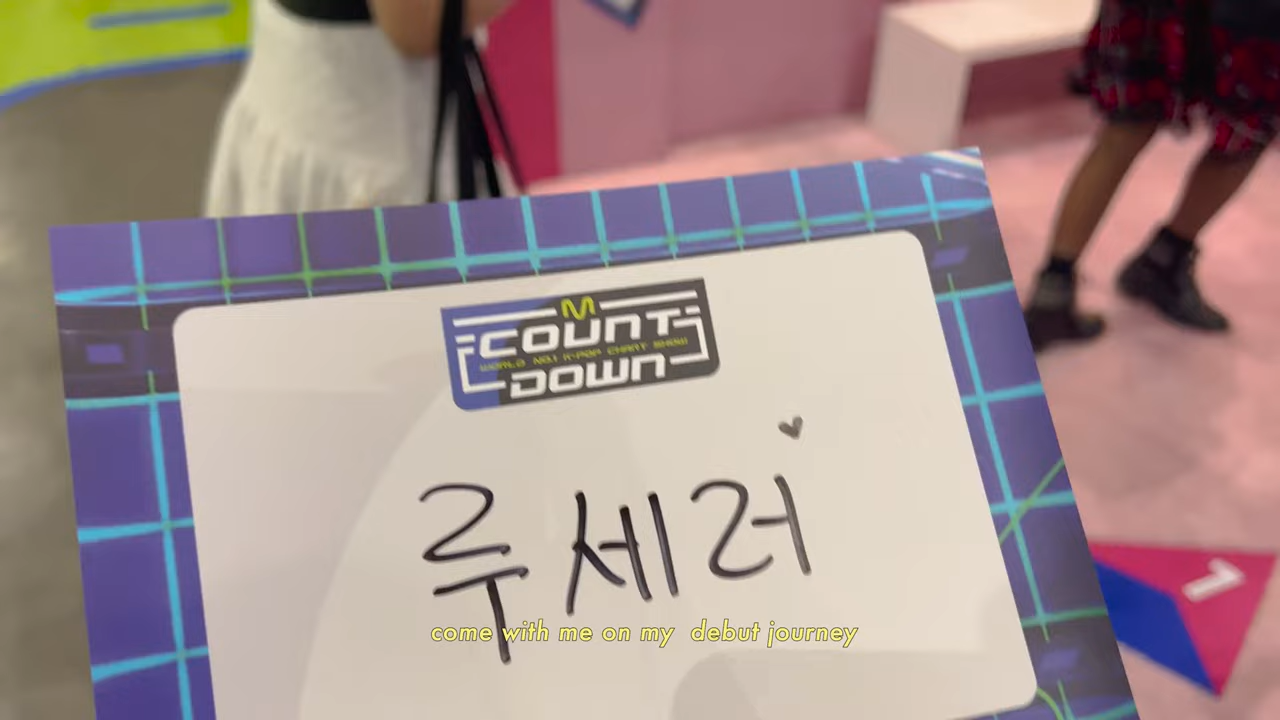 M
COUNT
WORLD NO.1 K-POP CHART SHOW
DOWN
루세러
come with me on my debut journey